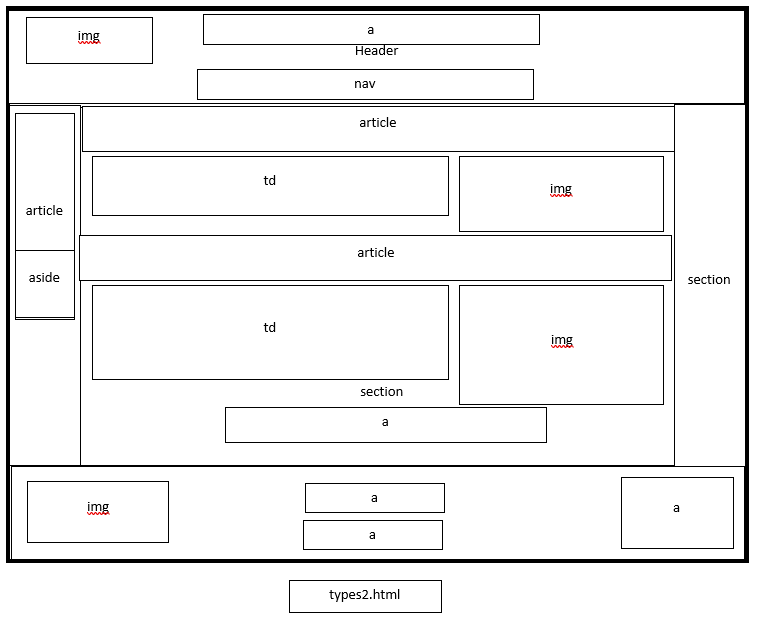 img
a
Header
nav
article
td
img
article
aside
article
td
img
section
section
a
img
a
a
a
types2.html